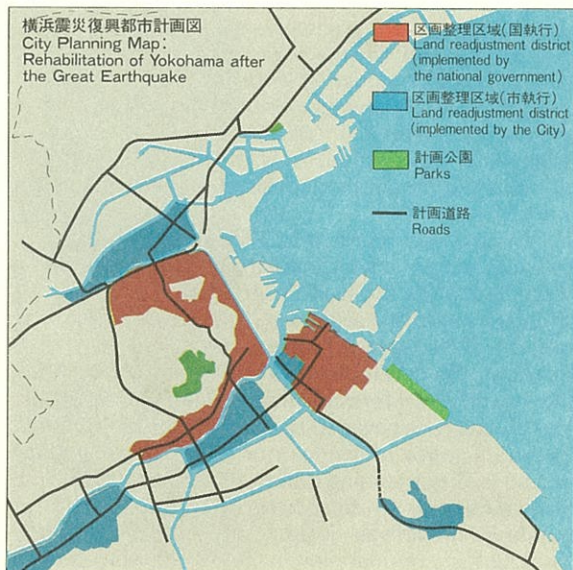 横浜震災復興都市計画図
City Planning Map:
Rehabilitation of Yokohama after
the Great Earthquake
区画整理区域(国執行)
Land readjustment district
(implemented by
the national government)
区画整理区域(市執行)
Land readjustment district
(implemented by the City)
計画公園
Parks
計画道路
Roads